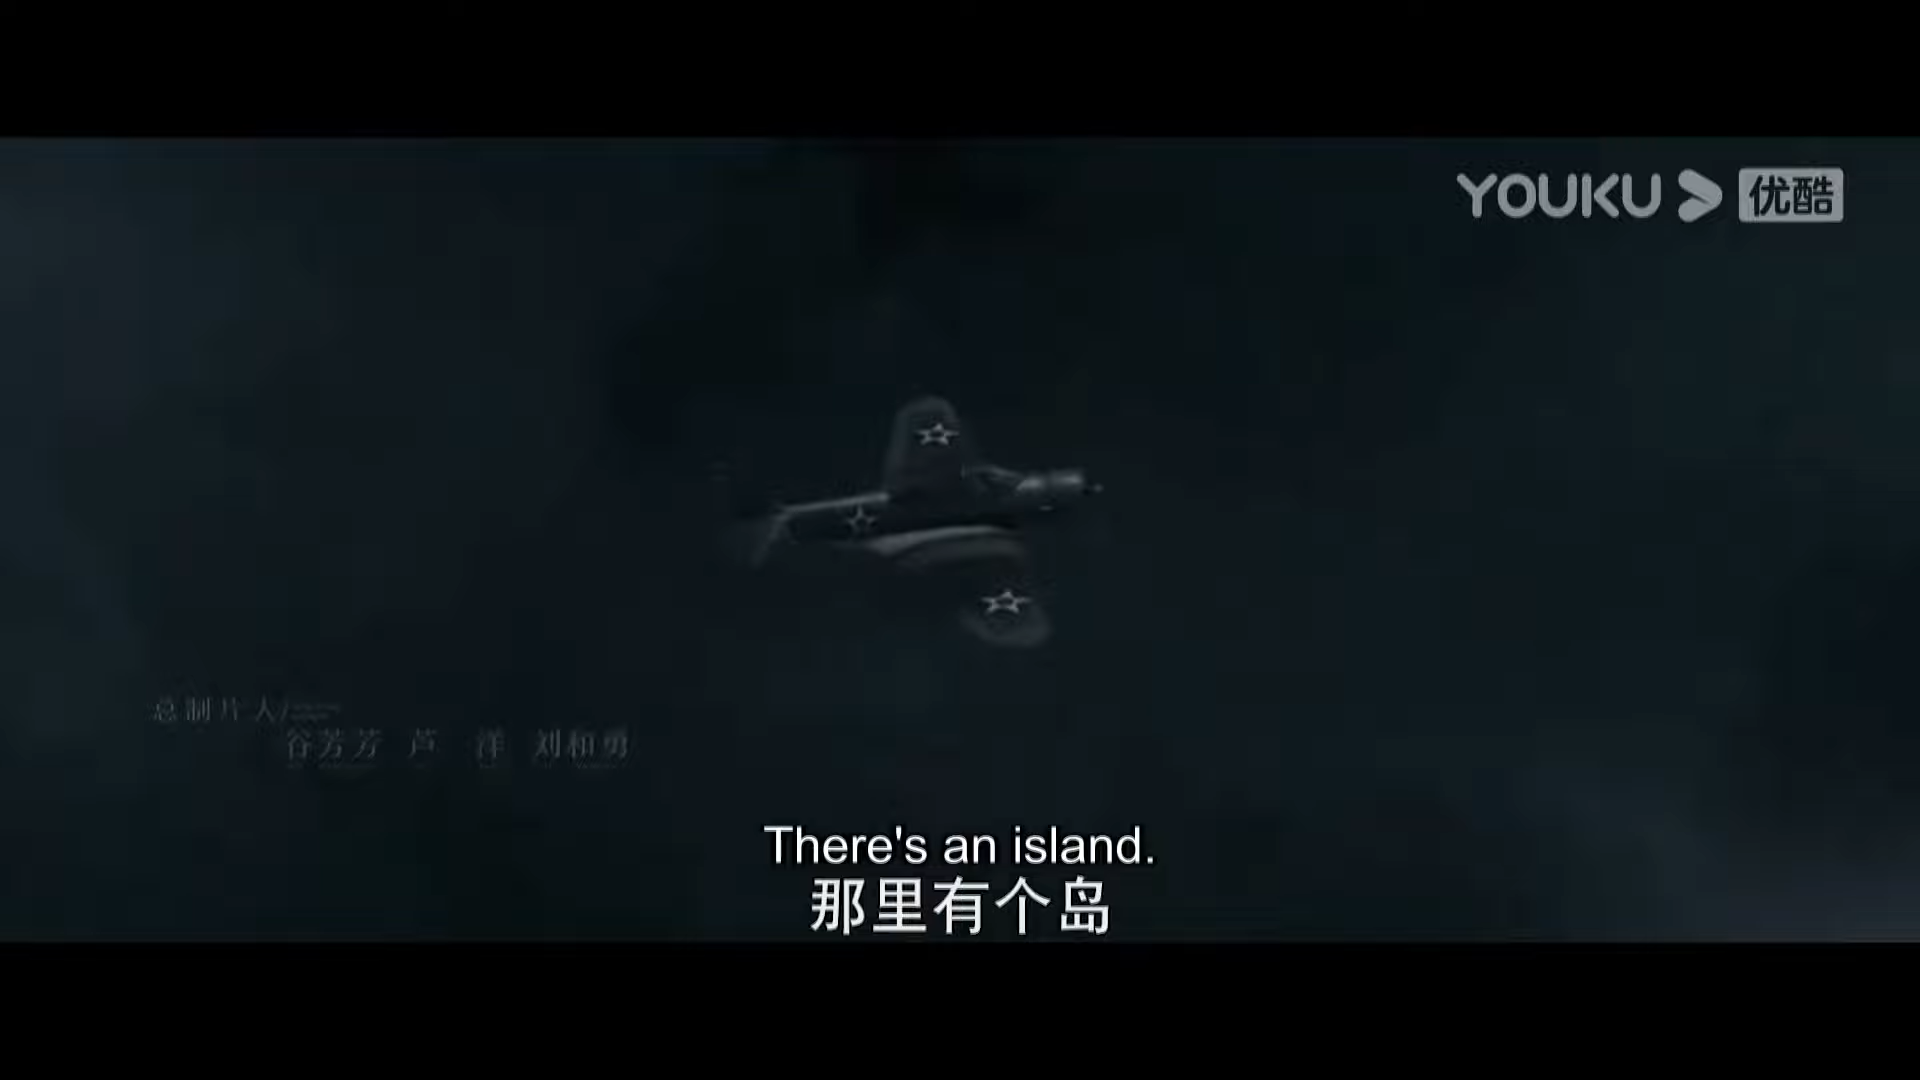 YOUKU 优酷
总制片人/
谷芳芳 芦 洋 刘和勇
There's an island.
那里有个岛